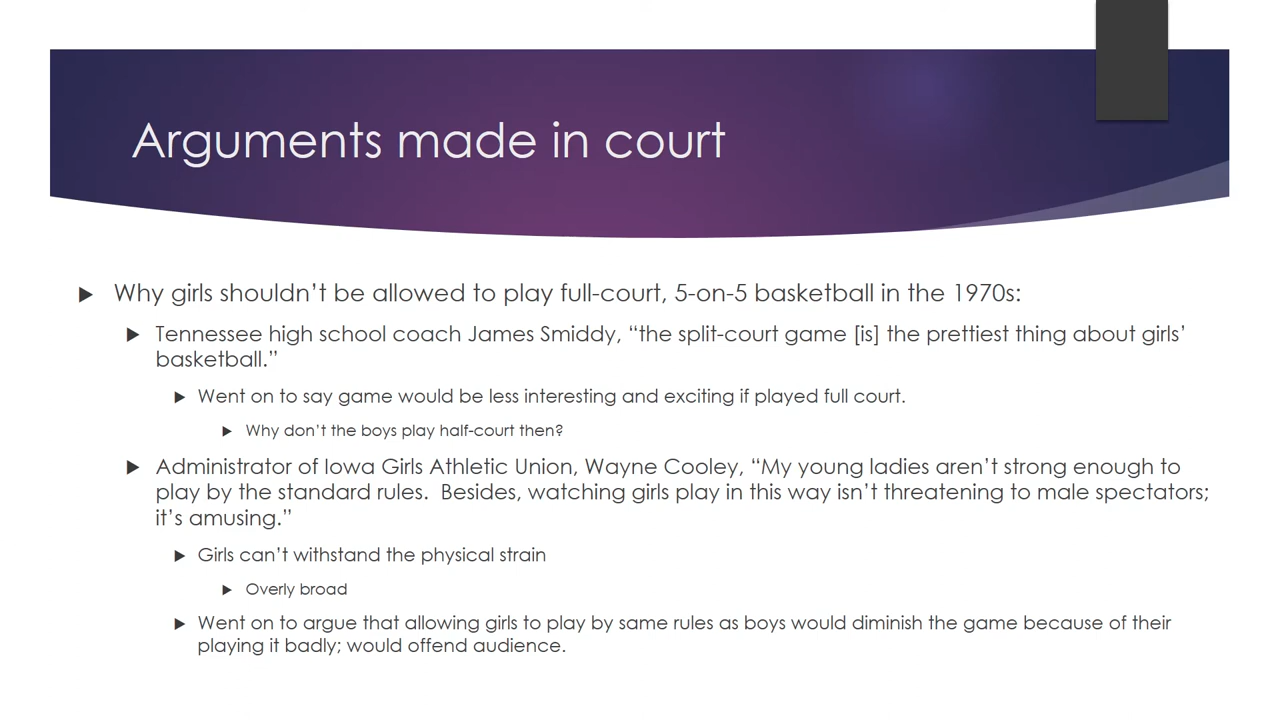 Arguments made in court
Why girls shouldn’t be allowed to play full-court, 5-on-5 basketball in the 1970s:
Tennessee high school coach James Smiddy, “the split-court game [is] the prettiest thing about girls’
basketball.”
Went on to say game would be less interesting and exciting if played full court.
Why don’t the boys play half-court then?
Administrator of Iowa Girls Athletic Union, Wayne Cooley, “My young ladies aren’t strong enough to
play by the standard rules.  Besides, watching girls play in this way isn’t threatening to male spectators;
it’s amusing.”
Girls can’t withstand the physical strain
Overly broad
Went on to argue that allowing girls to play by same rules as boys would diminish the game because of their
playing it badly; would offend audience.